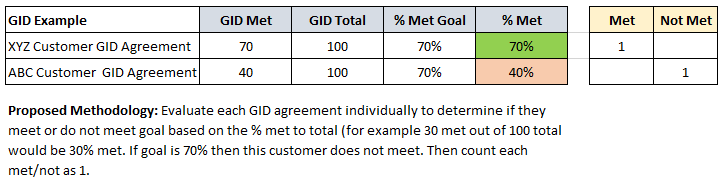 GID Example GID Met GID Total % Met Goal % Met Met Not Met
XYZ Customer GID Agreement 70 100 70% 70% 1
ABC Customer  GID Agreement 40 100 70% 40% 1
Proposed Methodology: Evaluate each GID agreement individually to determine if they
meet or do not meet goal based on the % met to total (for example 30 met out of 100 total
would be 30% met. If goal is 70% then this customer does not meet. Then count each
met/not as 1.